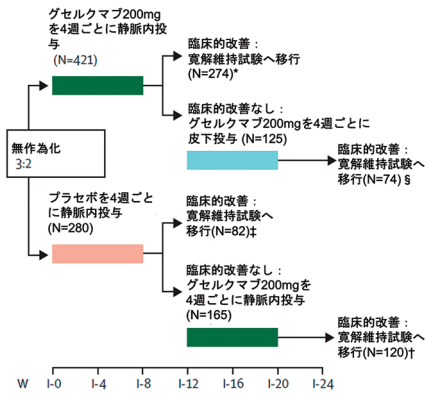 グセルクマブ200mg
を4週ごとに静脈内投
与
(N=421)
臨床的改善：
寛解維持試験へ移行
(N=274)*
臨床的改善なし：
グセルクマブ200mgを4週ごとに
皮下投与 (N=125)
臨床的改善：
寛解維持試験へ
移行(N=74) §
無作為化
3:2
プラセボを4週ごと
に静脈内投与
(N=280)
臨床的改善：
寛解維持試験へ
移行(N=82)‡
臨床的改善なし：
グセルクマブ200mgを
4週ごとに静脈内投与
(N=165)
臨床的改善：
寛解維持試験へ
移行(N=120)†
W I-0 I-4 I-8 I-12 I-16 I-20 I-24